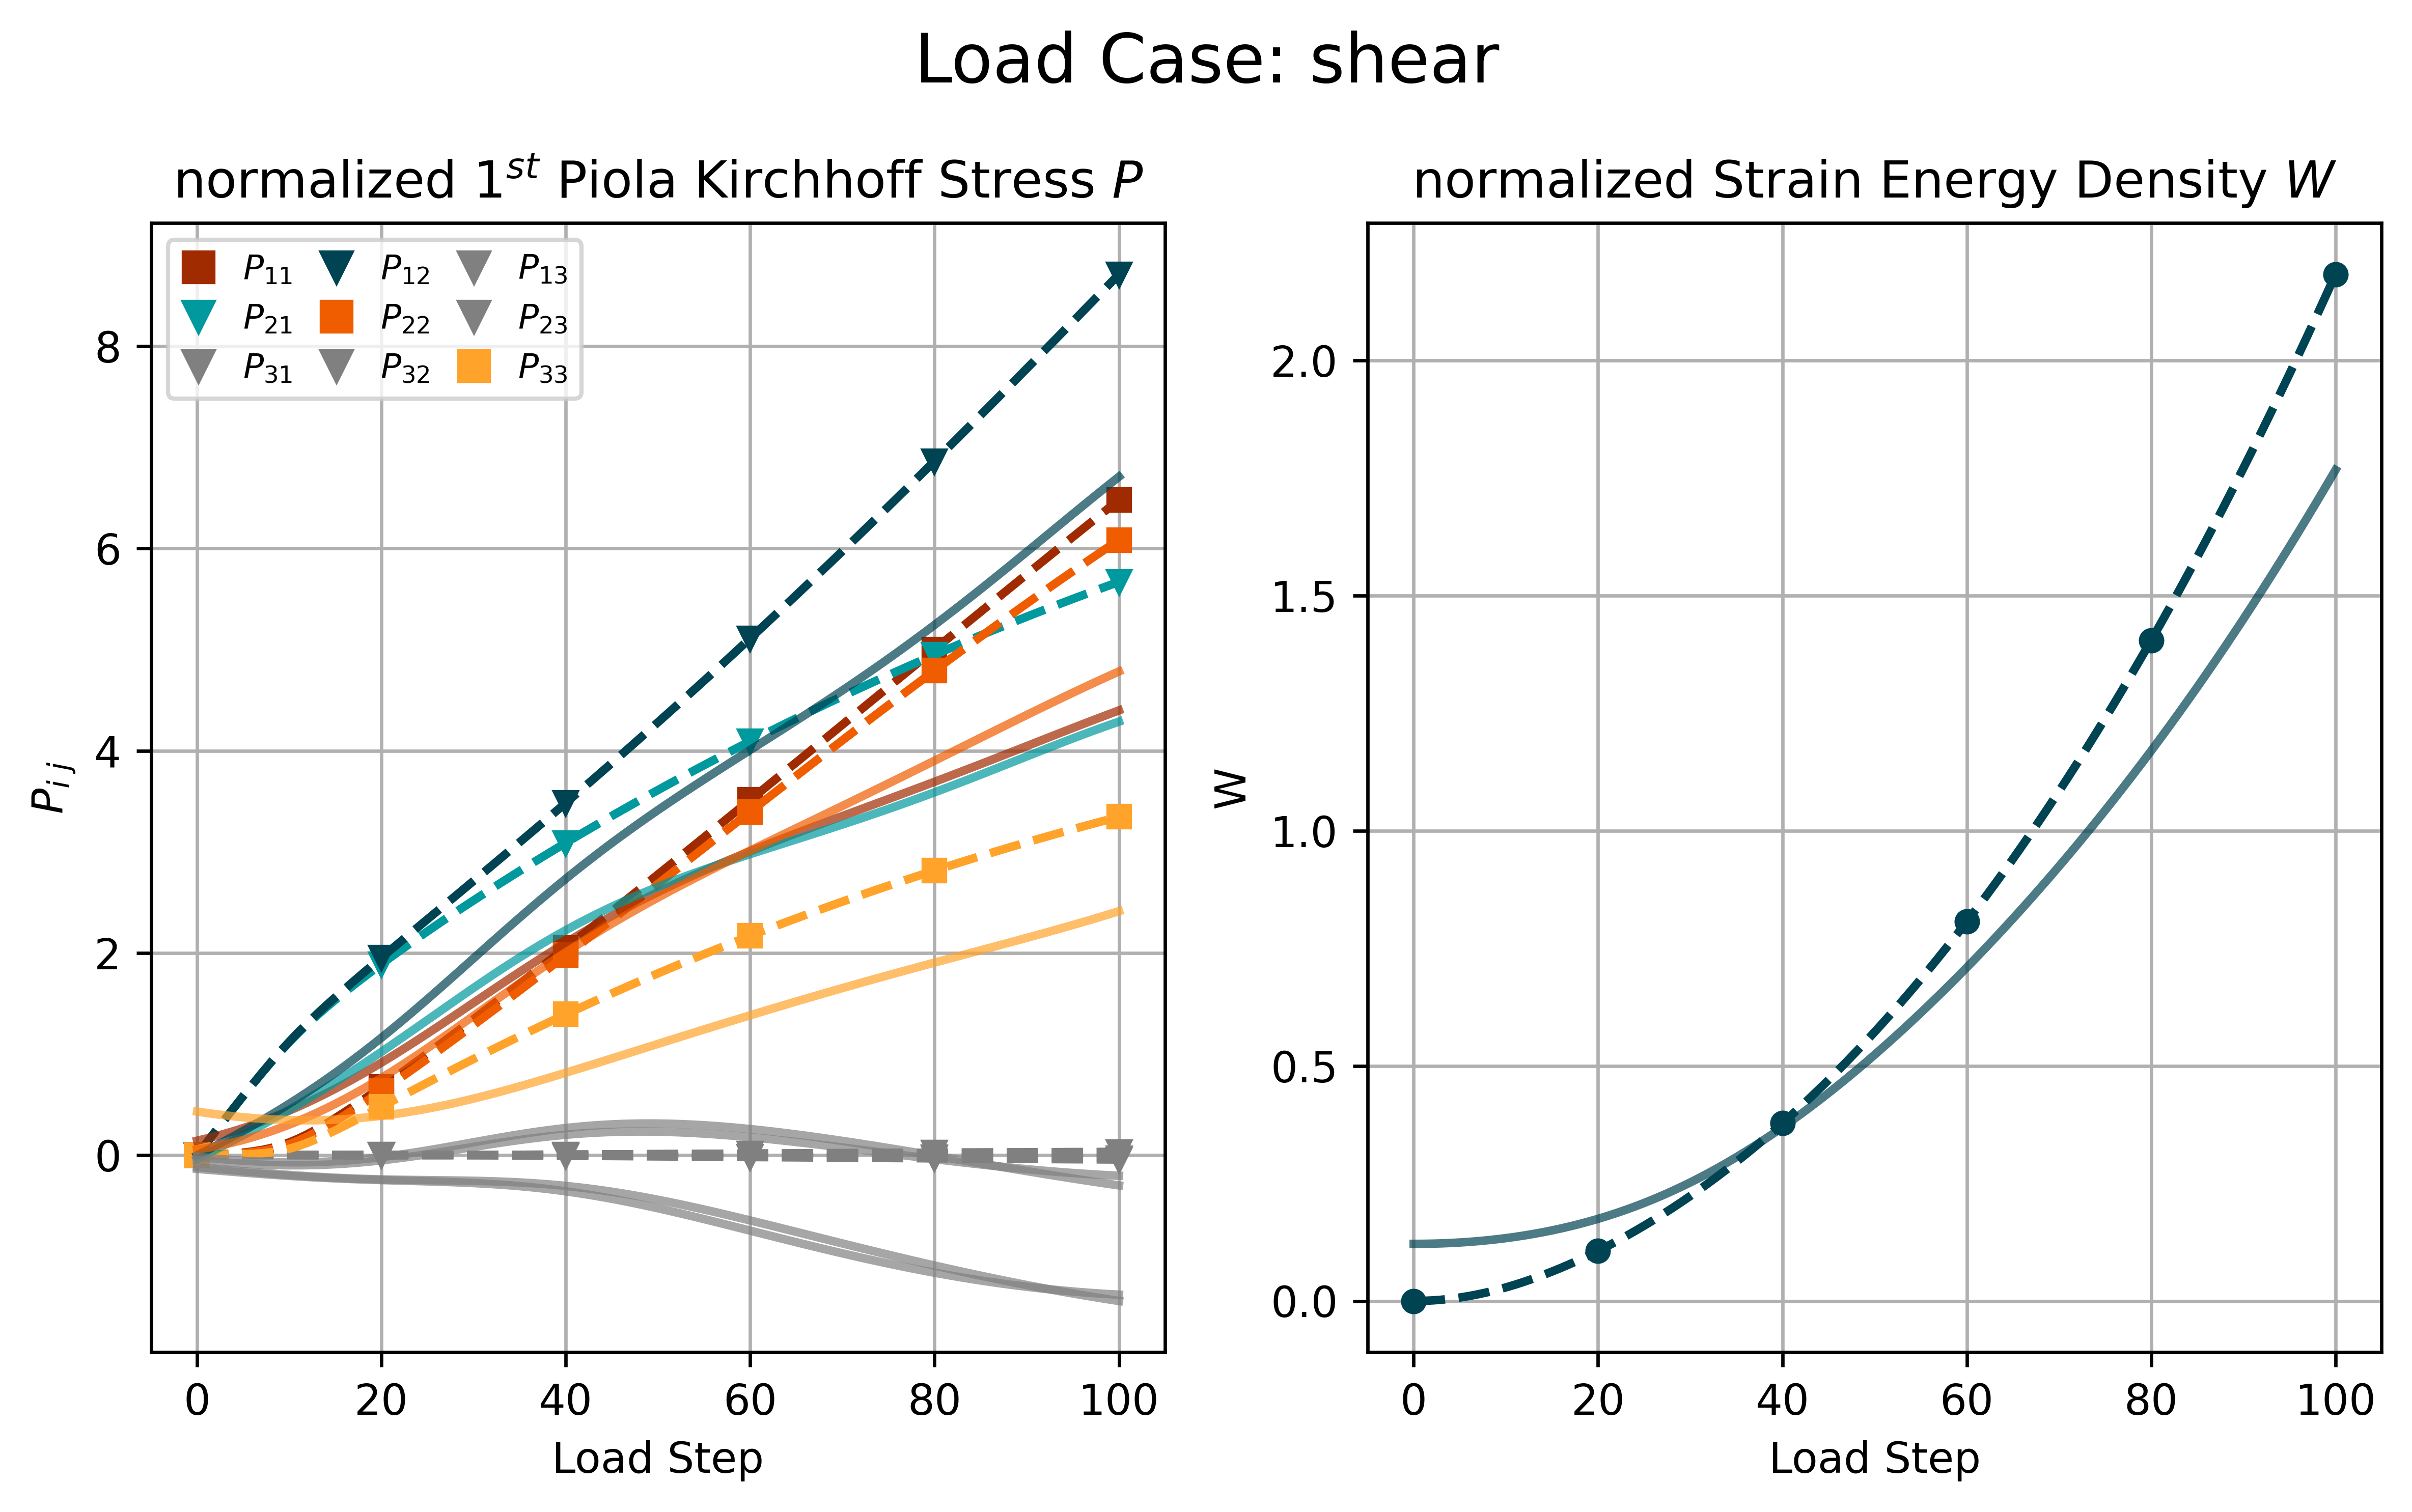 Load Case: shear
normalized 1st Piola Kirchhoff Stress P
P11 P12 P13
P21 P22 P23
P31 P32 P33
8
6
4
2
0
Pi j
0 20 40 60 80 100
Load Step
normalized Strain Energy Density W
2.0
1.5
1.0
0.5
0.0
W
0 20 40 60 80 100
Load Step